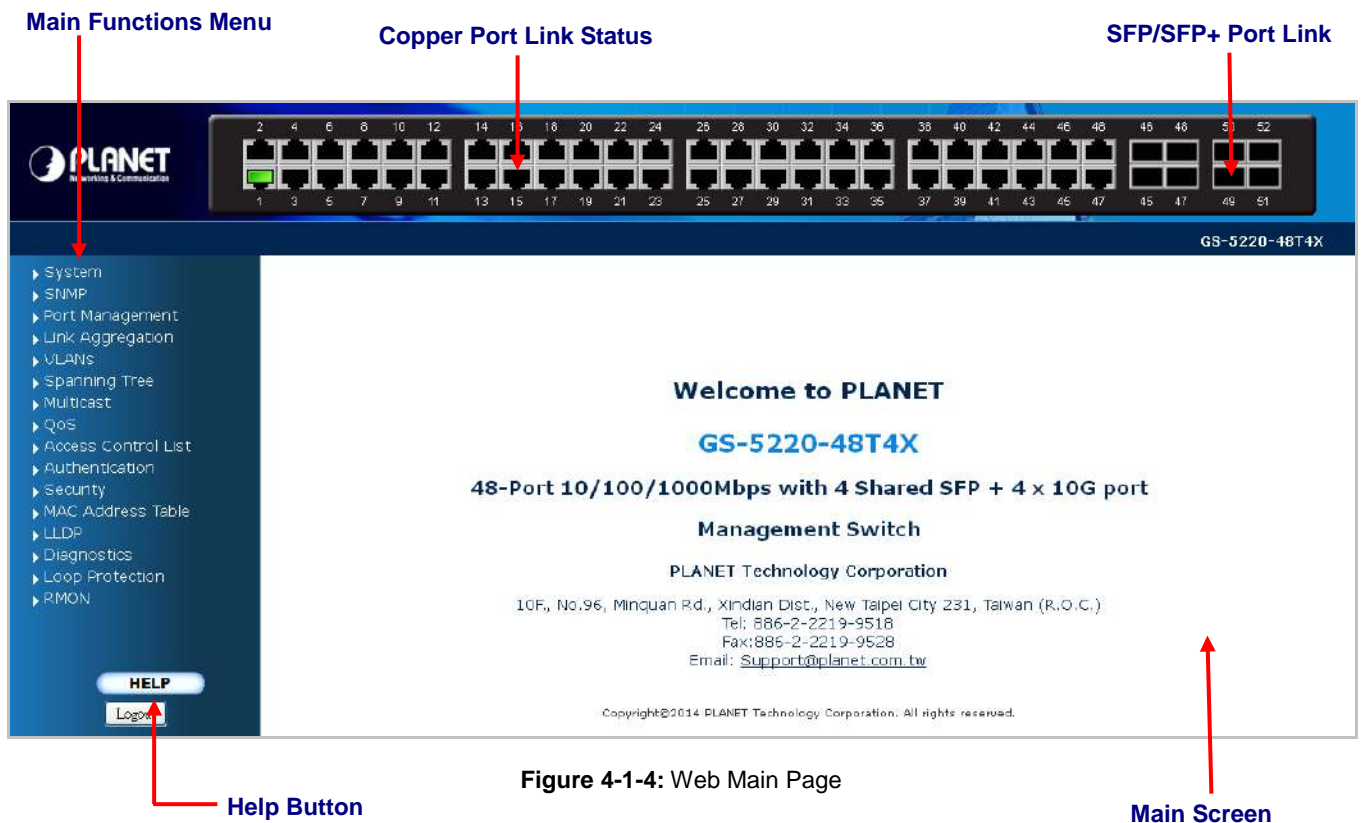 Main Functions Menu
Copper Port Link Status
SFP/SFP+ Port Link
PLANET
Networking & Communication
2 4 6 8 10 12 14 16 18 20 22 24 26 28 30 32 34 36 38 40 42 44 46 48 46 48 50 52
1 3 5 7 9 11 13 15 17 19 21 23 25 27 29 31 33 35 37 39 41 43 45 47 45 47 49 51
GS-5220-48T4X
System
SNMP
Port Management
Link Aggregation
VLANs
Spanning Tree
Multicast
QoS
Access Control List
Authentication
Security
MAC Address Table
LLDP
Diagnostics
Loop Protection
RMON
HELP
Logout
Welcome to PLANET
GS-5220-48T4X
48-Port 10/100/1000Mbps with 4 Shared SFP + 4 x 10G port
Management Switch
PLANET Technology Corporation
10F., No.96, Minquan Rd., Xindian Dist., New Taipei City 231, Taiwan (R.O.C.)
Tel: 886-2-2219-9518
Fax:886-2-2219-9528
Email: Support@planet.com.tw
Copyright©2014 PLANET Technology Corporation. All rights reserved.
Figure 4-1-4: Web Main Page
Help Button
Main Screen